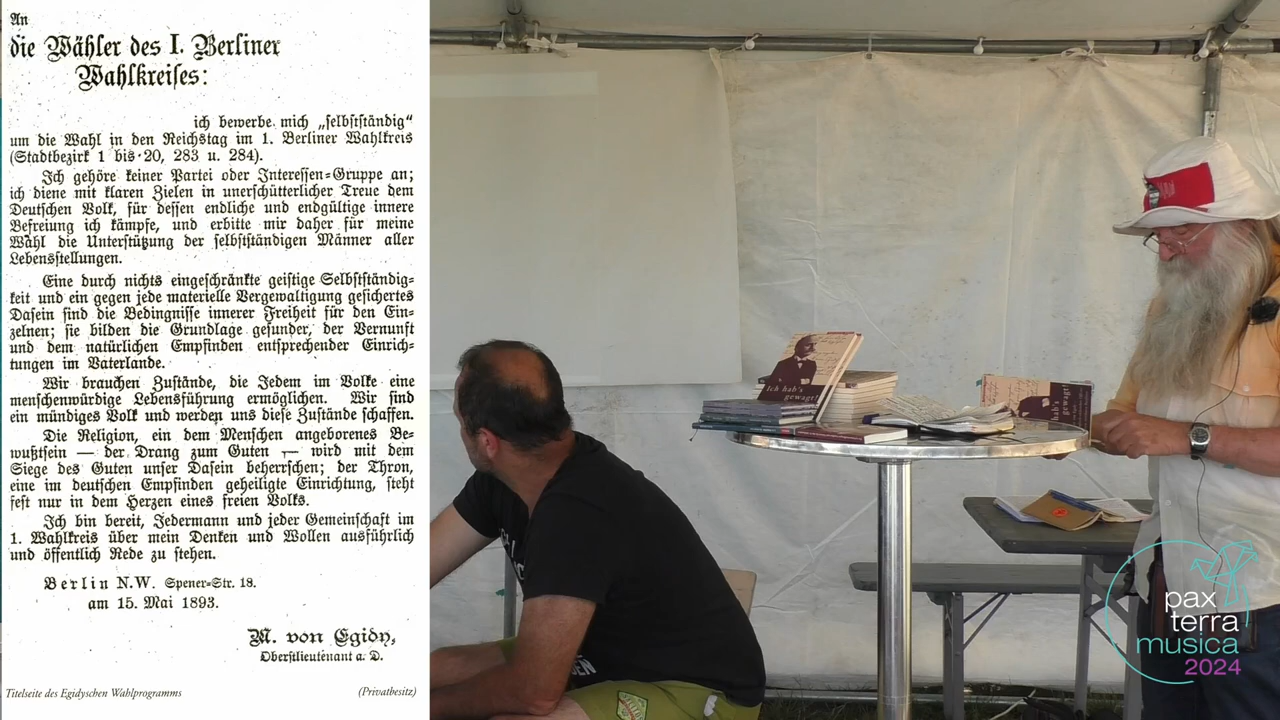 An
die Wähler des I. Berliner
Wahlkreises:
ich bewerbe mich „selbstständig“
um die Wahl in den Reichstag im 1. Berliner Wahlkreis
(Stadtbezirk 1 bis 20, 283 u. 284).
Ich gehöre keiner Partei oder Interessen-Gruppe an;
ich diene mit klaren Zielen in unerschütterlicher Treue dem
Deutschen Volk, für dessen endliche und endgültige innere
Befreiung ich kämpfe, und erbitte mir daher für meine
Wahl die Unterstützung der selbstständigen Männer aller
Lebensstellungen.
Eine durch nichts eingeschränkte geistige Selbstständig-
keit und ein gegen jede materielle Vergewaltigung gesichertes
Dasein sind die Bedingnisse innerer Freiheit für den Ein-
zelnen; sie bilden die Grundlage gesunder, der Vernunft
und dem natürlichen Empfinden entsprechender Einrich-
tungen im Vaterlande.
Wir brauchen Zustände, die Jedem im Volke eine
menschenwürdige Lebensführung ermöglichen. Wir sind
ein mündiges Volk und werden uns diese Zustände schaffen.
Die Religion, ein dem Menschen angeborenes Be-
wußtsein — der Drang zum Guten — wird mit dem
Siege des Guten unser Dasein beherrschen; der Thron,
eine im deutschen Empfinden geheiligte Einrichtung, steht
fest nur in dem Herzen eines freien Volks.
Ich bin bereit, Jedermann und jeder Gemeinschaft im
1. Wahlkreis über mein Denken und Wollen ausführlich
und öffentlich Rede zu stehen.
Berlin N.W. Spener-Str. 18.
am 15. Mai 1893.
M. von Egidy,
Oberstlieutenant a. D.
Titelseite des Egidyschen Wahlprogramms (Privatbesitz)
Ich hab's
gewagt!
hab's
gewagt!
pax
terra
musica
2024